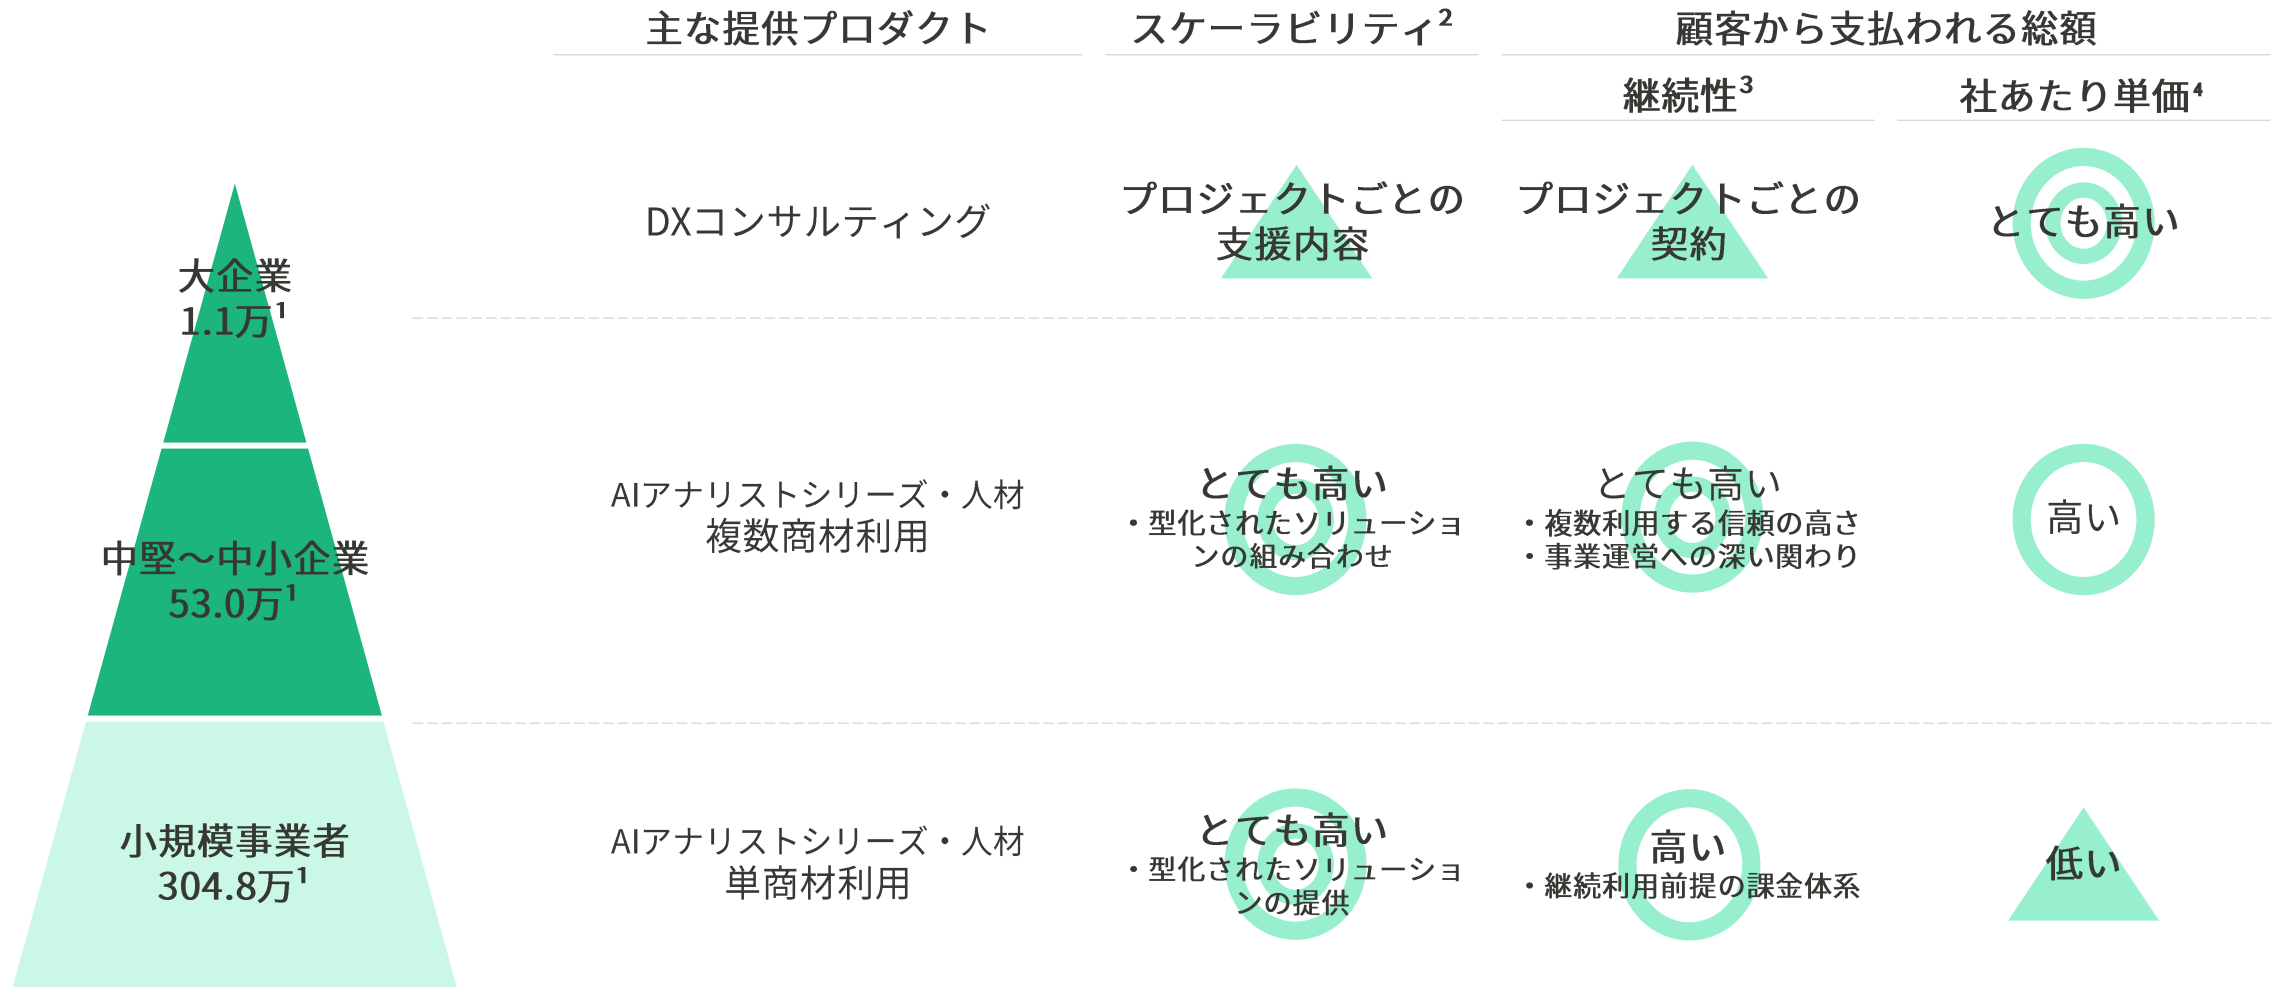 主な提供プロダクト
スケーラビリティ²
顧客から支払われる総額
継続性³
社あたり単価⁴
大企業
1.1万¹
DXコンサルティング
プロジェクトごとの
支援内容
プロジェクトごとの
契約
とても高い
中堅〜中小企業
53.0万¹
AIアナリストシリーズ・人材
複数商材利用
とても高い
・型化されたソリューショ
ンの組み合わせ
とても高い
・複数利用する信頼の高さ
・事業運営への深い関わり
高い
小規模事業者
304.8万¹
AIアナリストシリーズ・人材
単商材利用
とても高い
・型化されたソリューショ
ンの提供
高い
・継続利用前提の課金体系
低い